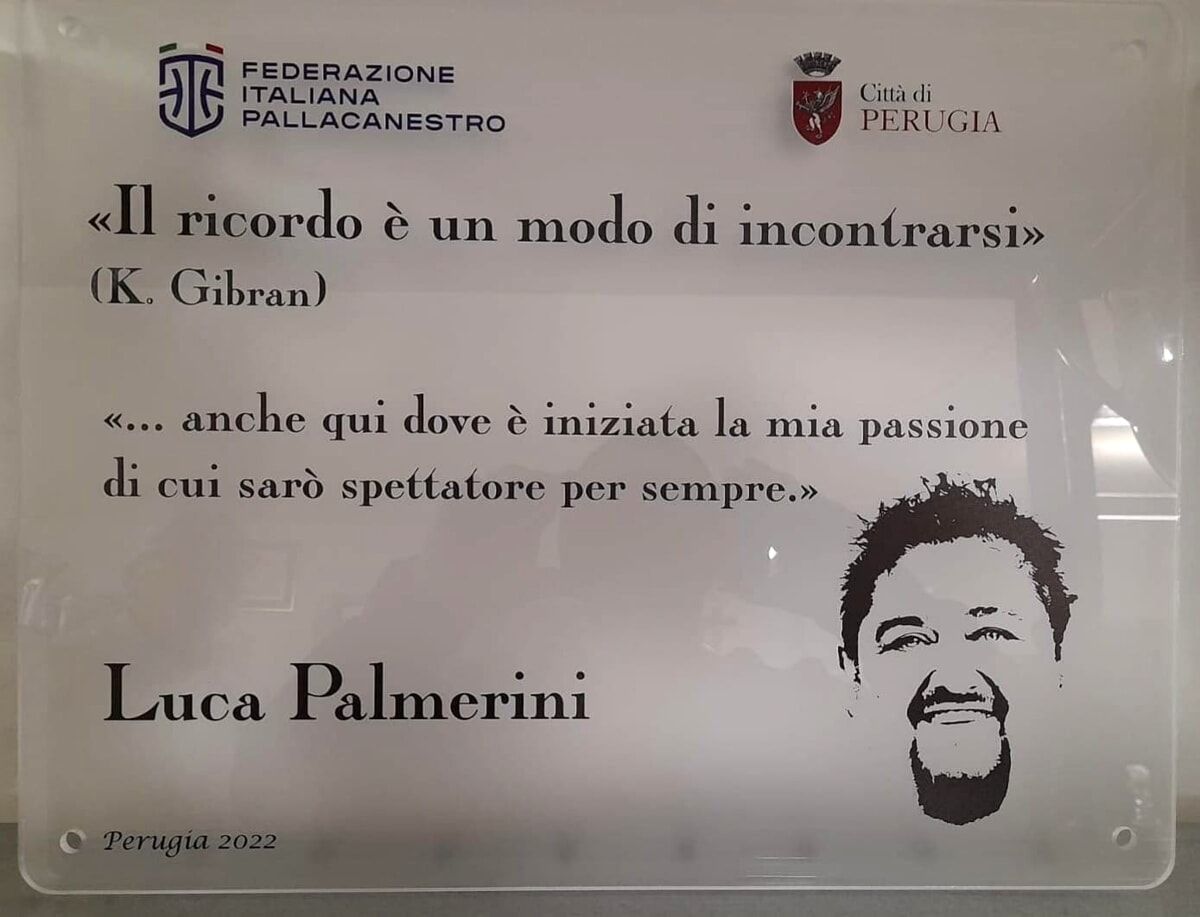 FEDERAZIONE
ITALIANA
PALLACANESTRO
Città di
PERUGIA
«Il ricordo è un modo di incontrarsi»
(K. Gibran)
«... anche qui dove è iniziata la mia passione
di cui sarò spettatore per sempre.»
Luca Palmerini
Perugia 2022